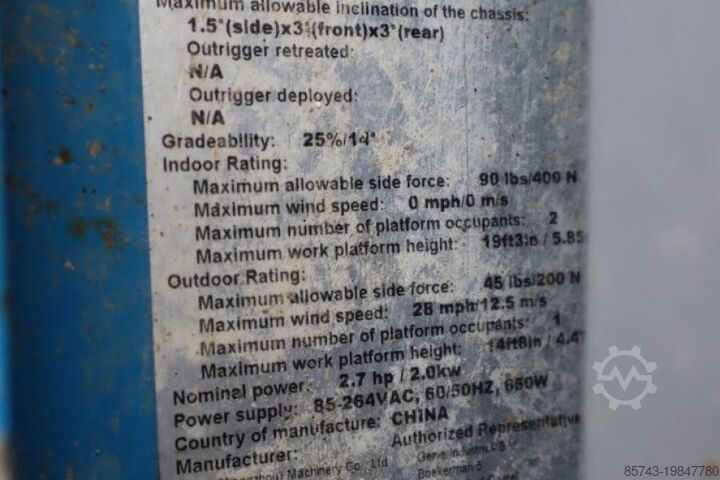 Maximum allowable inclination of the chassis:
1.5°(side)x3°(front)x3°(rear)
Outrigger retreated:
N/A
Outrigger deployed:
N/A
Gradeability: 25%/14°
Indoor Rating:
Maximum allowable side force: 90 lbs/400 N
Maximum wind speed: 0 mph/0 m/s
Maximum number of platform occupants: 2
Maximum work platform height: 19ft3in / 5.85
Outdoor Rating:
Maximum allowable side force: 45 lbs/200 N
Maximum wind speed: 28 mph/12.5 m/s
Maximum number of platform occupants: 1
Maximum work platform height: 14ft8in / 4.4
Nominal power: 2.7 hp / 2.0kw
Power supply: 85-264VAC, 60/50HZ, 650W
Country of manufacture: CHINA
Manufacturer: Authorized Representative
Machinery Co., Ltd Genie Industries
Boekerman 5
85743-19847780